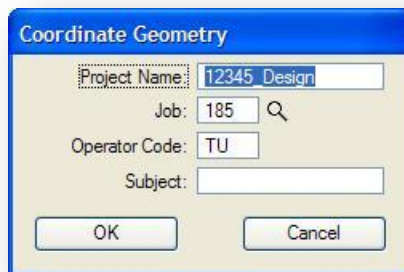 Coordinate Geometry
Project Name: 12345_Design
Job: 185
Operator Code: TU
Subject:
OK Cancel